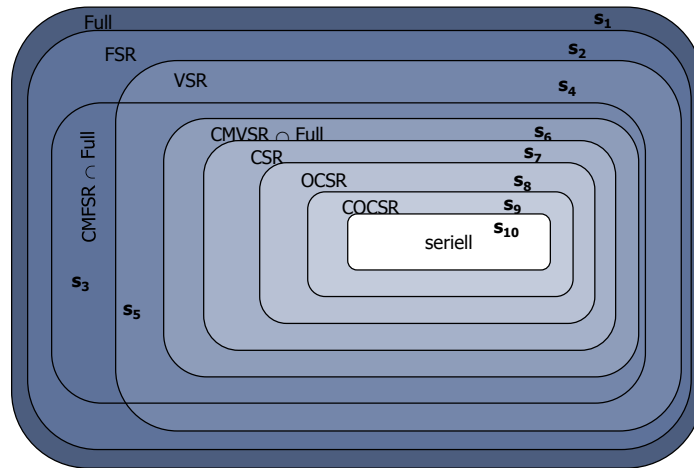 Full
s₁
FSR
s₂
VSR
s₄
CMVSR ∩ Full
s₆
CSR
s₇
OCSR
s₈
COCSR
s₉
s₁₀
seriell
CMFSR ∩ Full
s₃
s₅